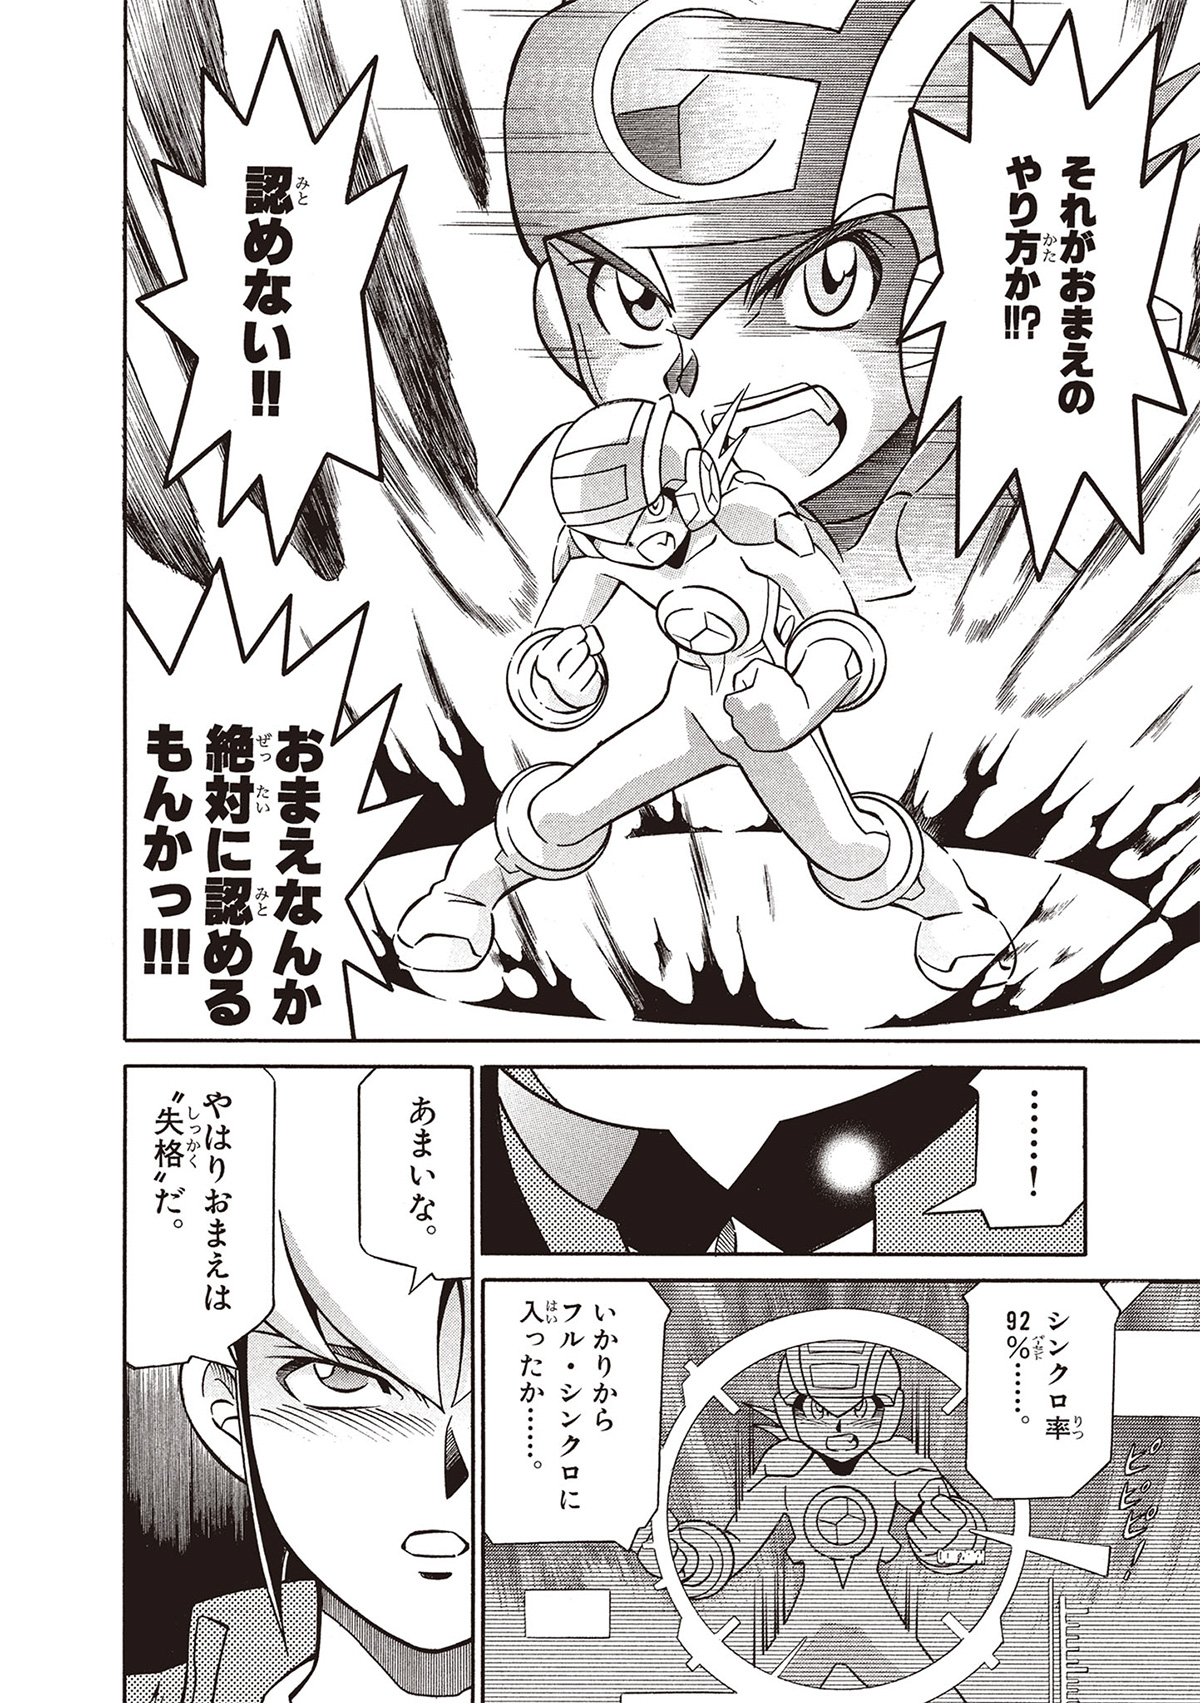 それがおまえの
やり方か!!?
認めない!!
おまえなんか
絶対に認める
もんかっ!!!
………!
シンクロ率
92%……。
ピピピピ!
いかりから
フル・シンクロに
入ったか……。
あまいな。
やはりおまえは
〝失格〟だ。